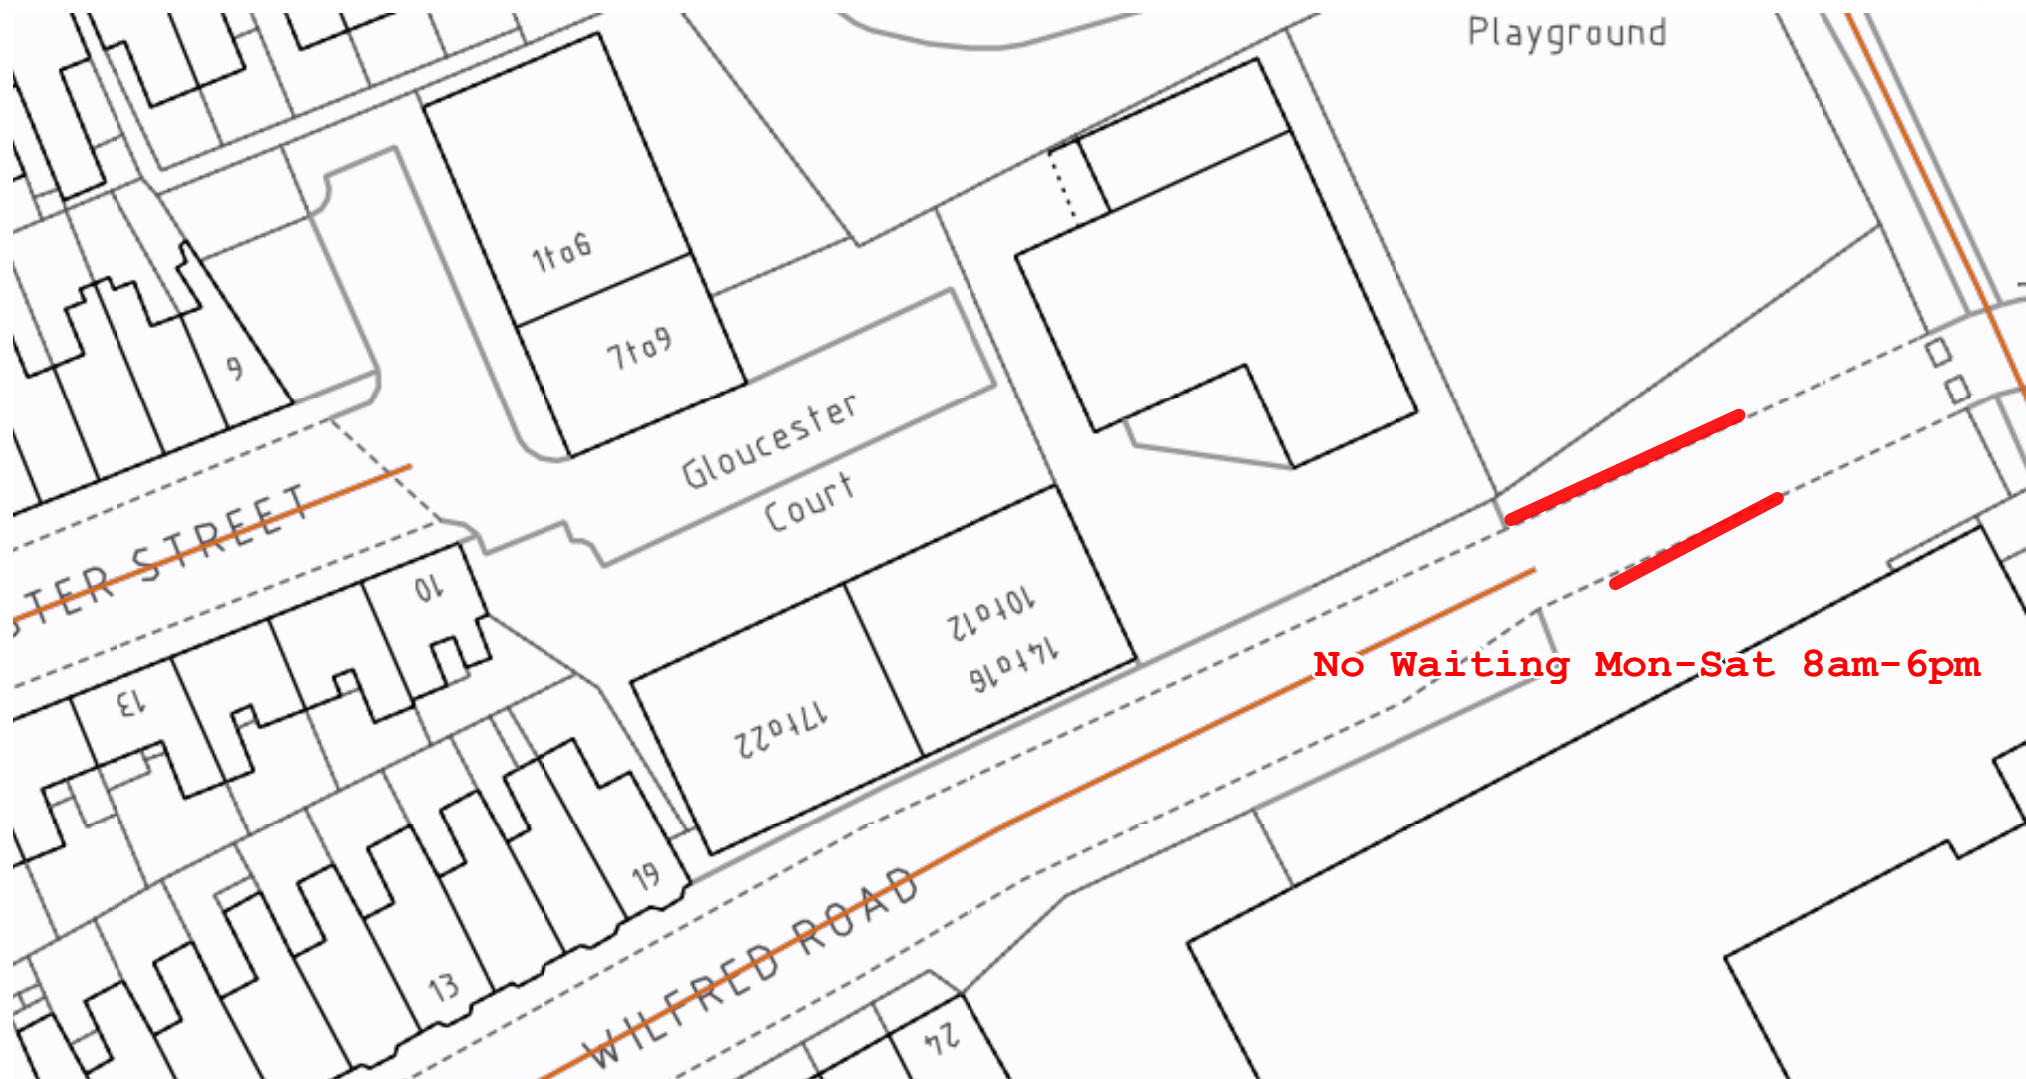 Playground
1to6
7to9
9
Gloucester
Court
TER STREET
10
10to12
14to16
No Waiting Mon-Sat 8am-6pm
13
17to22
19
13
WILFRED ROAD
24